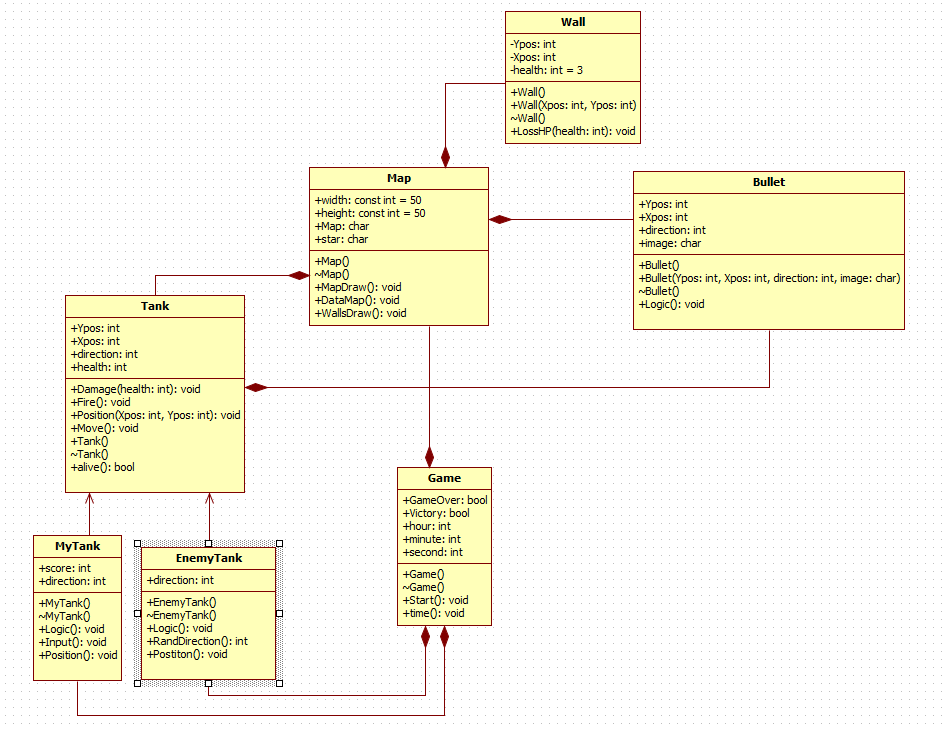 Wall
-Ypos: int
-Xpos: int
-health: int = 3
+Wall()
+Wall(Xpos: int, Ypos: int)
~Wall()
+LossHP(health: int): void
Map
+width: const int = 50
+height: const int = 50
+Map: char
+star: char
+Map()
~Map()
+MapDraw(): void
+DataMap(): void
+WallsDraw(): void
Bullet
+Ypos: int
+Xpos: int
+direction: int
+image: char
+Bullet()
+Bullet(Ypos: int, Xpos: int, direction: int, image: char)
~Bullet()
+Logic(): void
Tank
+Ypos: int
+Xpos: int
+direction: int
+health: int
+Damage(health: int): void
+Fire(): void
+Position(Xpos: int, Ypos: int): void
+Move(): void
+Tank()
~Tank()
+alive(): bool
Game
+GameOver: bool
+Victory: bool
+hour: int
+minute: int
+second: int
+Game()
~Game()
+Start(): void
+time(): void
MyTank
+score: int
+direction: int
+MyTank()
~MyTank()
+Logic(): void
+Input(): void
+Position(): void
EnemyTank
+direction: int
+EnemyTank()
~EnemyTank()
+Logic(): void
+RandDirection(): int
+Postiton(): void